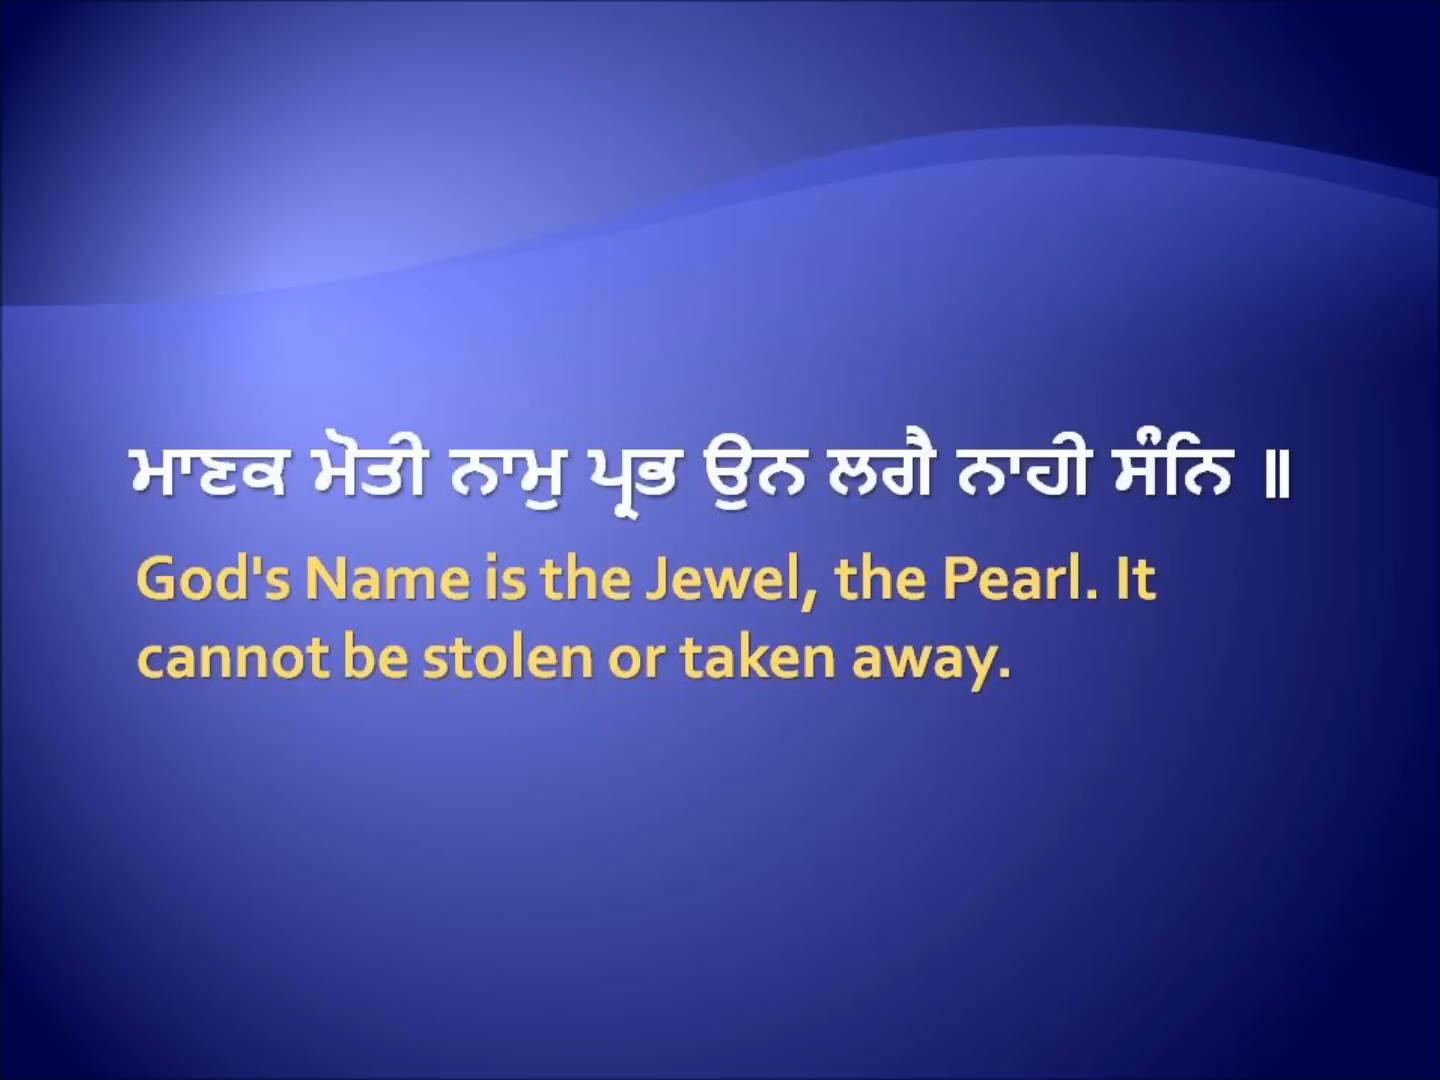 ਮਾਣਕ ਮੋਤੀ ਨਾਮੁ ਪ੍ਰਭ ਉਨ ਲਗੈ ਨਾਹੀ ਸੰਨਿ ॥
God's Name is the Jewel, the Pearl. It
cannot be stolen or taken away.